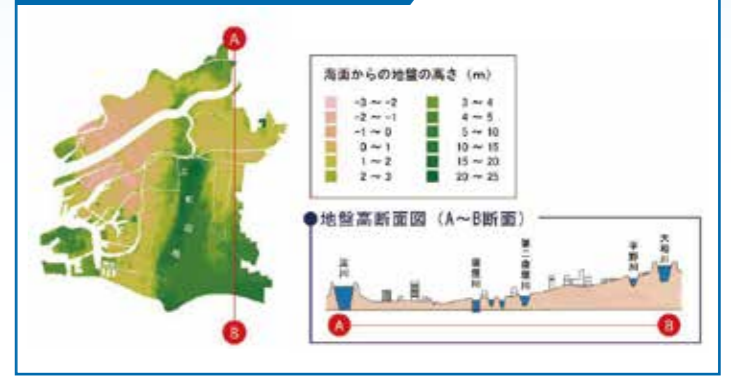 A
B
海面からの地盤の高さ（m）
-3～-2
-2～-1
-1～0
0～1
1～2
2～3
3～4
4～5
5～10
10～15
15～20
20～25
地盤高断面図（A～B断面）
淀川
寝屋川
第二寝屋川
平野川
大和川
A
B